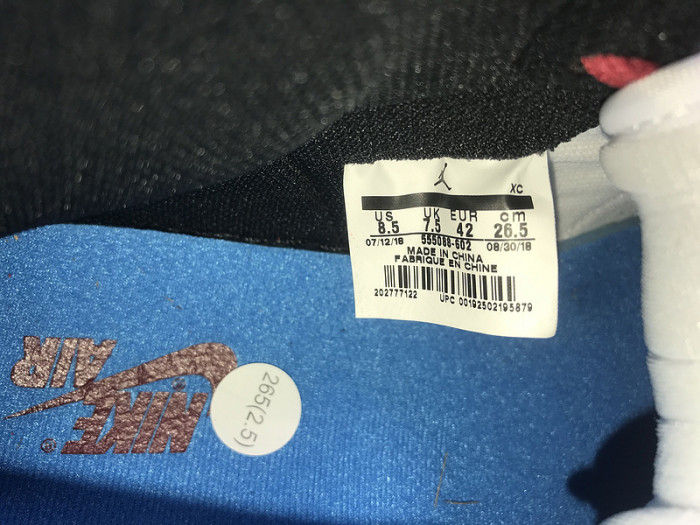 XC
US UK EUR cm
8.5 7.5 42 26.5
07/12/18 555088-602 08/30/18
MADE IN CHINA
FABRIQUE EN CHINE
202777122 UPC 00192502195879
NIKE
AIR
®
265(2.5)